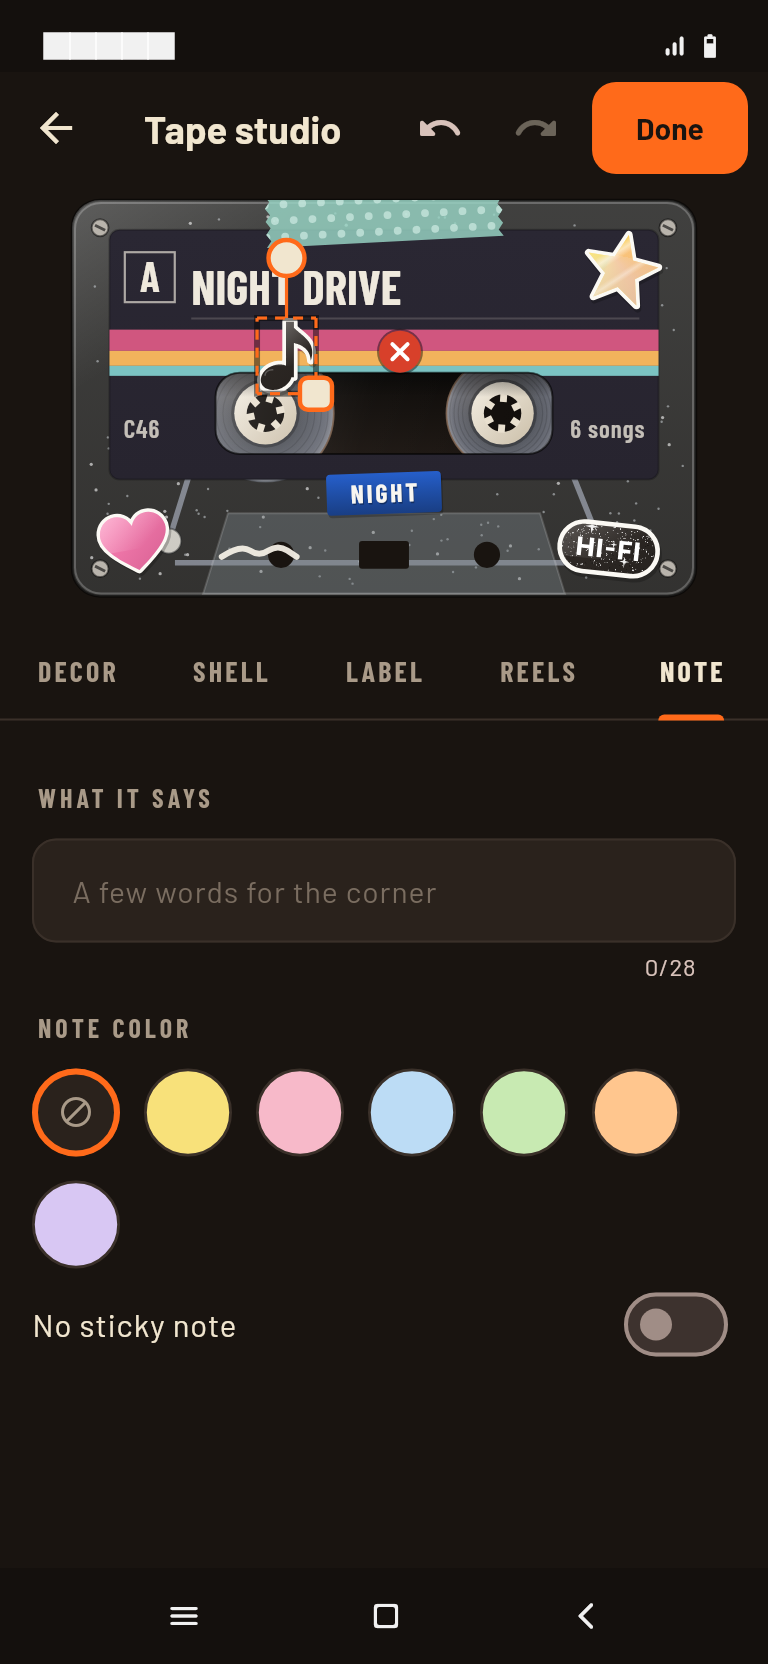 Tape studio
Done
A
NIGHT DRIVE
C46
6 songs
NIGHT
HI-FI
DECOR
SHELL
LABEL
REELS
NOTE
WHAT IT SAYS
A few words for the corner
0/28
NOTE COLOR
No sticky note